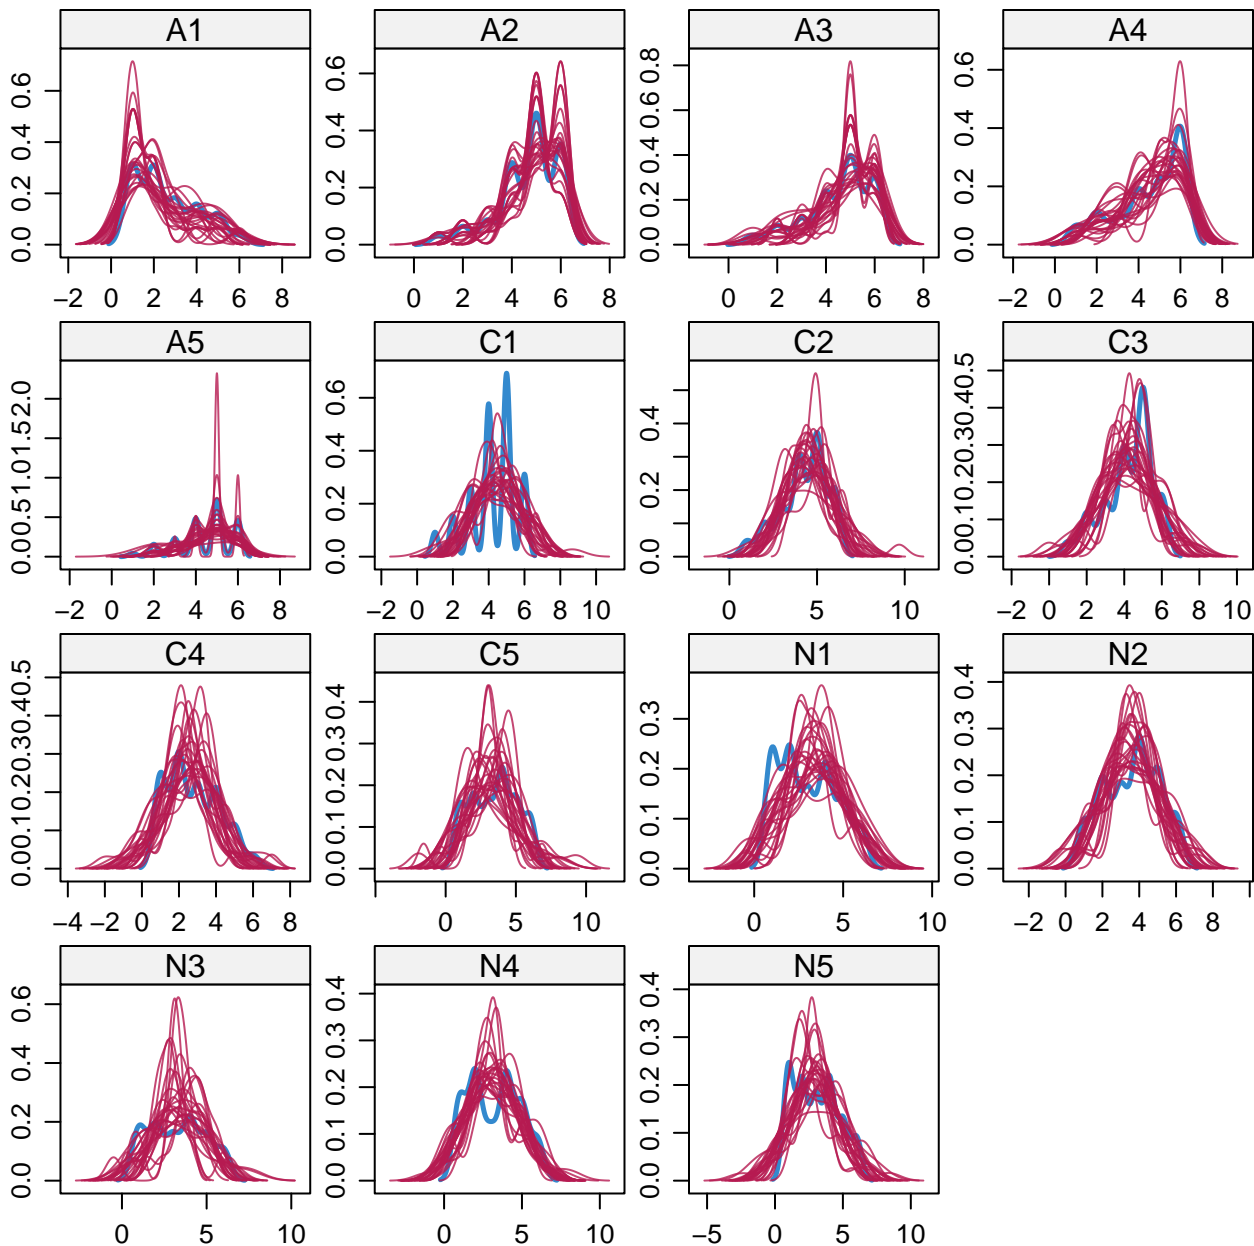 A1 A2 A3 A4
0.0 0.2 0.4 0.6
−2 0 2 4 6 8
0.0 0.2 0.4 0.6
0 2 4 6 8
0.0 0.2 0.4 0.6 0.8
0 2 4 6 8
0.0 0.2 0.4 0.6
−2 0 2 4 6 8
A5 C1 C2 C3
0.0 0.5 1.0 1.5 2.0
−2 0 2 4 6 8
0.0 0.2 0.4 0.6
−2 0 2 4 6 8 10
0.0 0.2 0.4
0 5 10
0.0 0.1 0.2 0.3 0.4 0.5
−2 0 2 4 6 8 10
C4 C5 N1 N2
0.0 0.1 0.2 0.3 0.4 0.5
−4 −2 0 2 4 6 8
0.0 0.1 0.2 0.3 0.4
0 5 10
0.0 0.1 0.2 0.3
0 5 10
0.0 0.1 0.2 0.3 0.4
−2 0 2 4 6 8
N3 N4 N5
0.0 0.2 0.4 0.6
0 5 10
0.0 0.1 0.2 0.3 0.4
0 5 10
0.0 0.1 0.2 0.3 0.4
−5 0 5 10